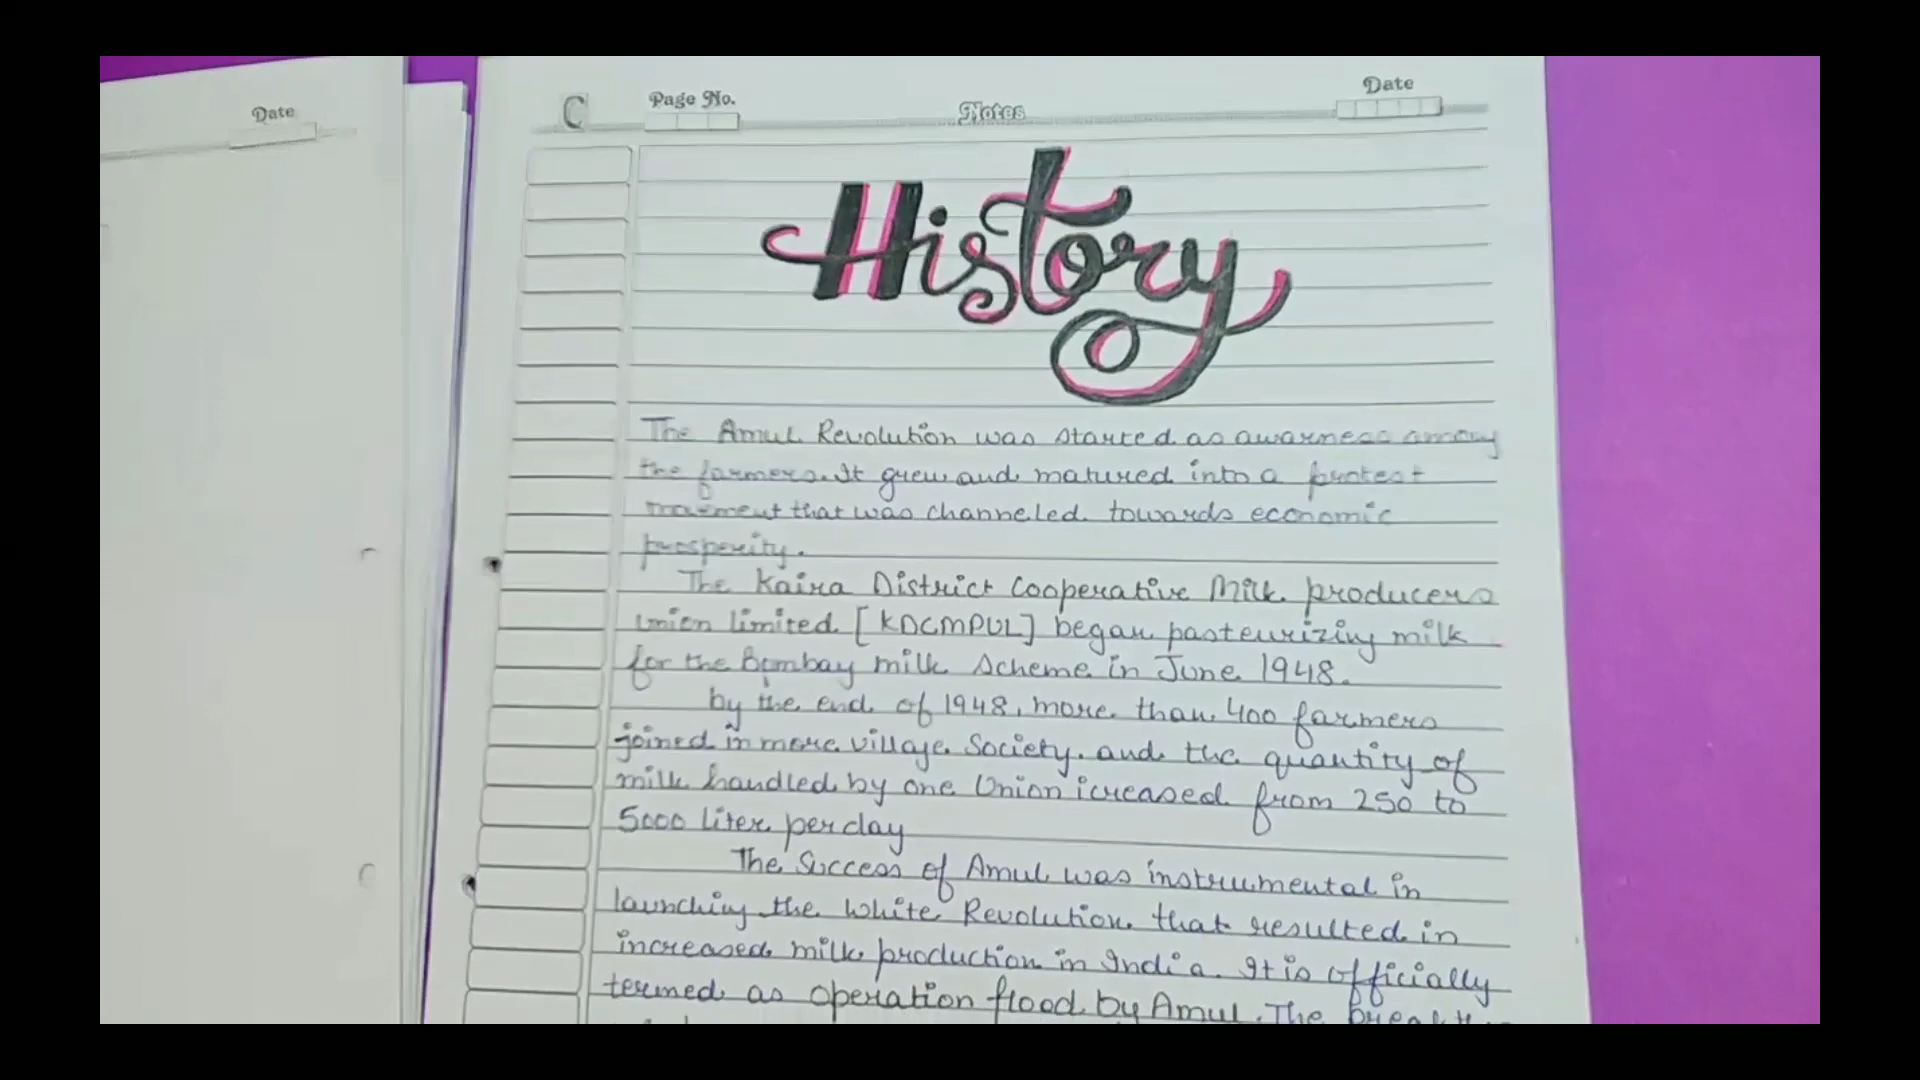 Date
C
Page No.
Notes
Date
History
The Amul Revolution was started as awarness among
the farmers. It grew and matured into a protest
movement that was channeled towards economic
prosperity.
The Kaira District Cooperative Milk producers
Union limited [KDCMPUL] began pasteurizing milk
for the Bombay milk scheme in June 1948.
by the end of 1948, more than 400 farmers
joined in more village Society. and the quantity of
milk handled by one Union icreased from 250 to
5000 liter per day
The Success of Amul was instrumental in
launching the White Revolution that resulted in
increased milk production in India. It is officially
termed as operation flood by Amul. The